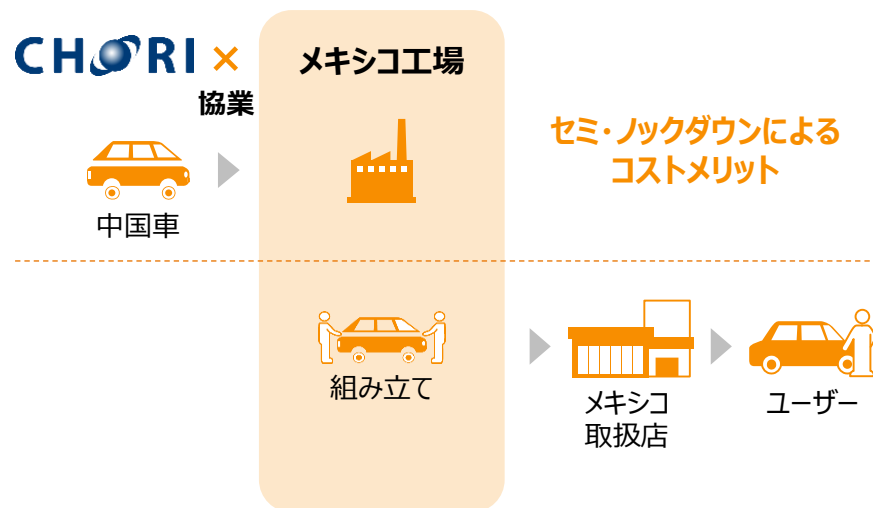 CHORI ×
協業
メキシコ工場
中国車
セミ・ノックダウンによる
コストメリット
組み立て
メキシコ
取扱店
ユーザー